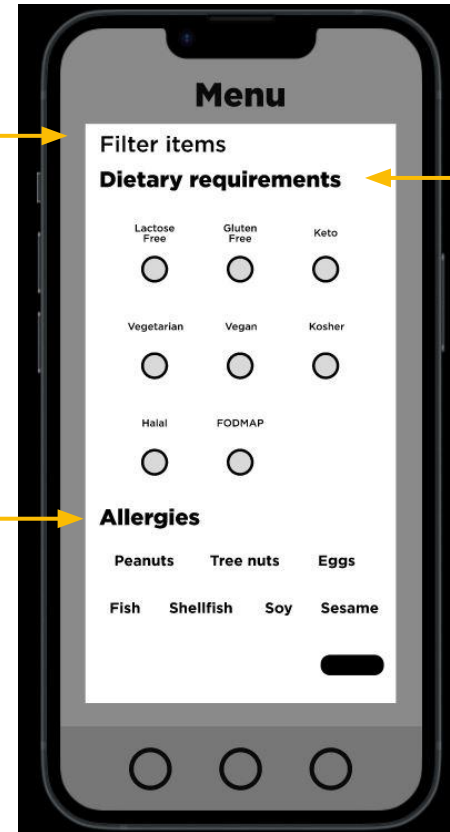 Menu
Filter items
Dietary requirements
Lactose Free
Gluten Free
Keto
Vegetarian
Vegan
Kosher
Halal
FODMAP
Allergies
Peanuts Tree nuts Eggs
Fish Shellfish Soy Sesame